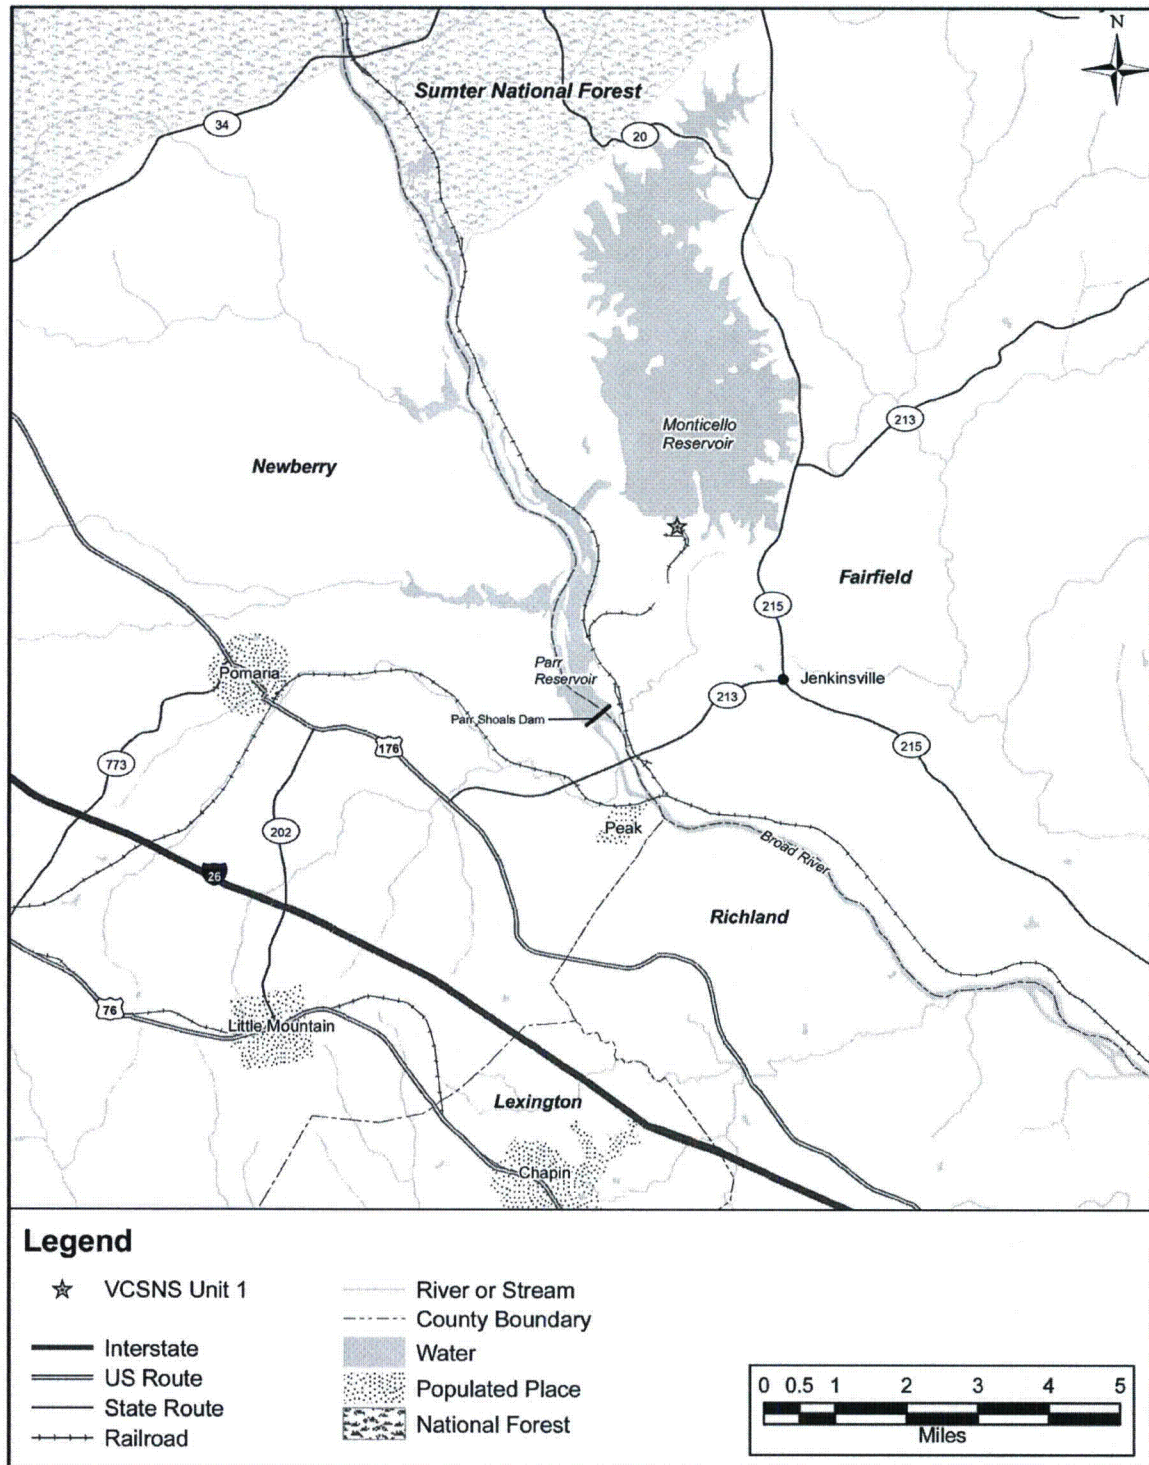 N
Sumter National Forest
34
20
Monticello
Reservoir
213
Newberry
Fairfield
215
Pomaria
Parr
Reservoir
Jenkinsville
213
Parr Shoals Dam
176
215
773
202
Peak
Broad River
26
Richland
76
Little Mountain
Lexington
Chapin
Legend
VCSNS Unit 1
Interstate
US Route
State Route
Railroad
River or Stream
County Boundary
Water
Populated Place
National Forest
0 0.5 1 2 3 4 5
Miles